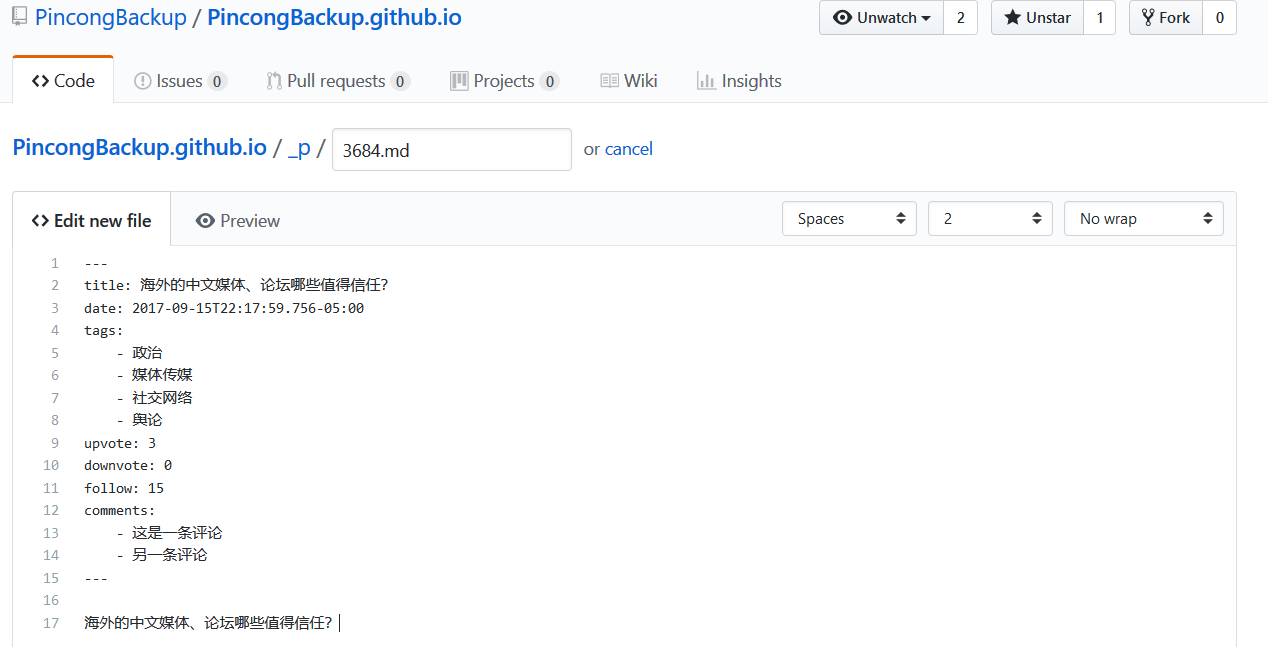 PincongBackup / PincongBackup.github.io
Unwatch 2 Unstar 1 Fork 0
Code Issues 0 Pull requests 0 Projects 0 Wiki Insights
PincongBackup.github.io / _p / 3684.md or cancel
Edit new file Preview Spaces 2 No wrap
1 ---
2 title: 海外的中文媒体、论坛哪些值得信任?
3 date: 2017-09-15T22:17:59.756-05:00
4 tags:
5 - 政治
6 - 媒体传媒
7 - 社交网络
8 - 舆论
9 upvote: 3
10 downvote: 0
11 follow: 15
12 comments:
13 - 这是一条评论
14 - 另一条评论
15 ---
16
17 海外的中文媒体、论坛哪些值得信任?